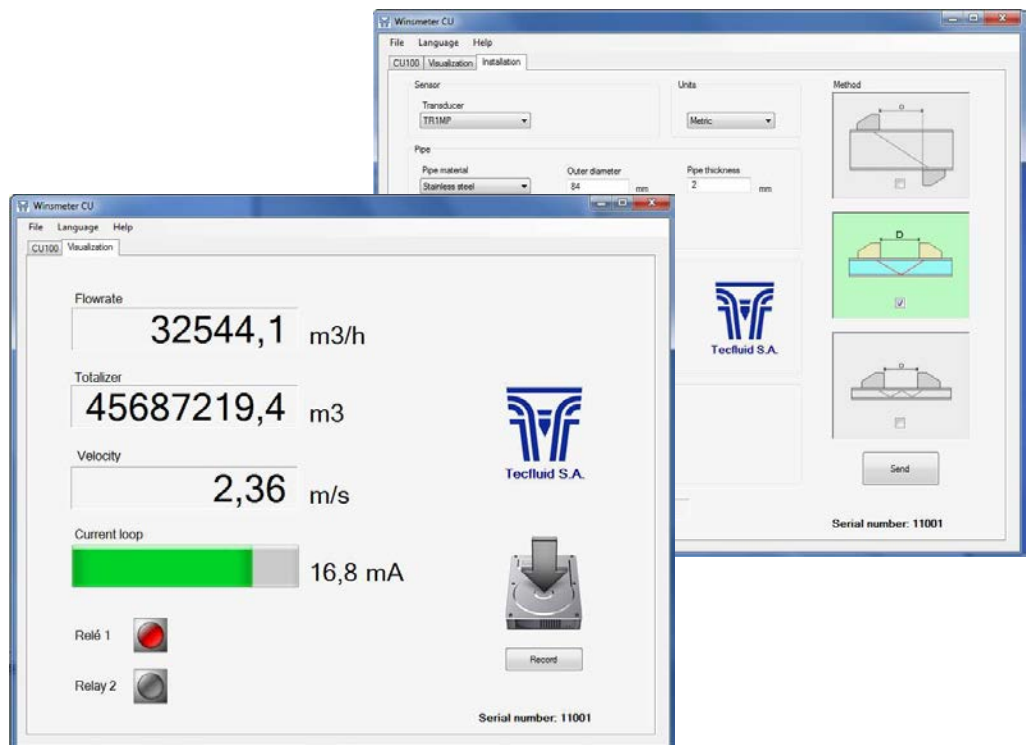 Winsmeter CU
File Language Help
CU100 Visualization Installation
Sensor
Transducer
TR1MP
Units
Metric
Method
D
Pipe
Pipe material
Stainless steel
Outer diameter
84 mm
Pipe thickness
2 mm
D
Tecfluid S.A.
D
Send
Serial number: 11001
Winsmeter CU
File Language Help
CU100 Visualization
Flowrate
32544,1 m3/h
Totalizer
45687219,4 m3
Velocity
2,36 m/s
Current loop
16,8 mA
Relé 1
Relay 2
Tecfluid S.A.
Record
Serial number: 11001